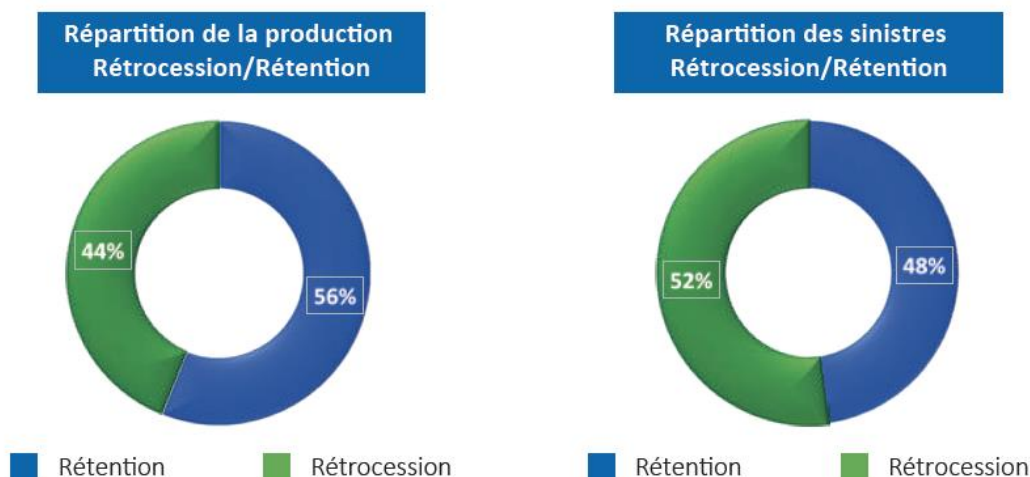 Répartition de la production
Rétrocession/Rétention
44%
56%
Rétention
Rétrocession
Répartition des sinistres
Rétrocession/Rétention
52%
48%
Rétention
Rétrocession